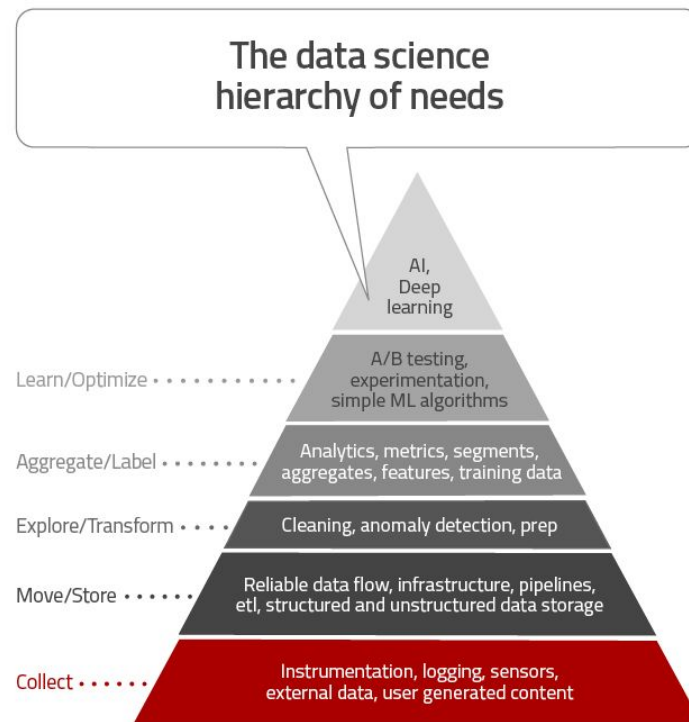 The data science
hierarchy of needs
AI,
Deep
learning
Learn/Optimize
A/B testing,
experimentation,
simple ML algorithms
Aggregate/Label
Analytics, metrics, segments,
aggregates, features, training data
Explore/Transform
Cleaning, anomaly detection, prep
Move/Store
Reliable data flow, infrastructure, pipelines,
etl, structured and unstructured data storage
Collect
Instrumentation, logging, sensors,
external data, user generated content